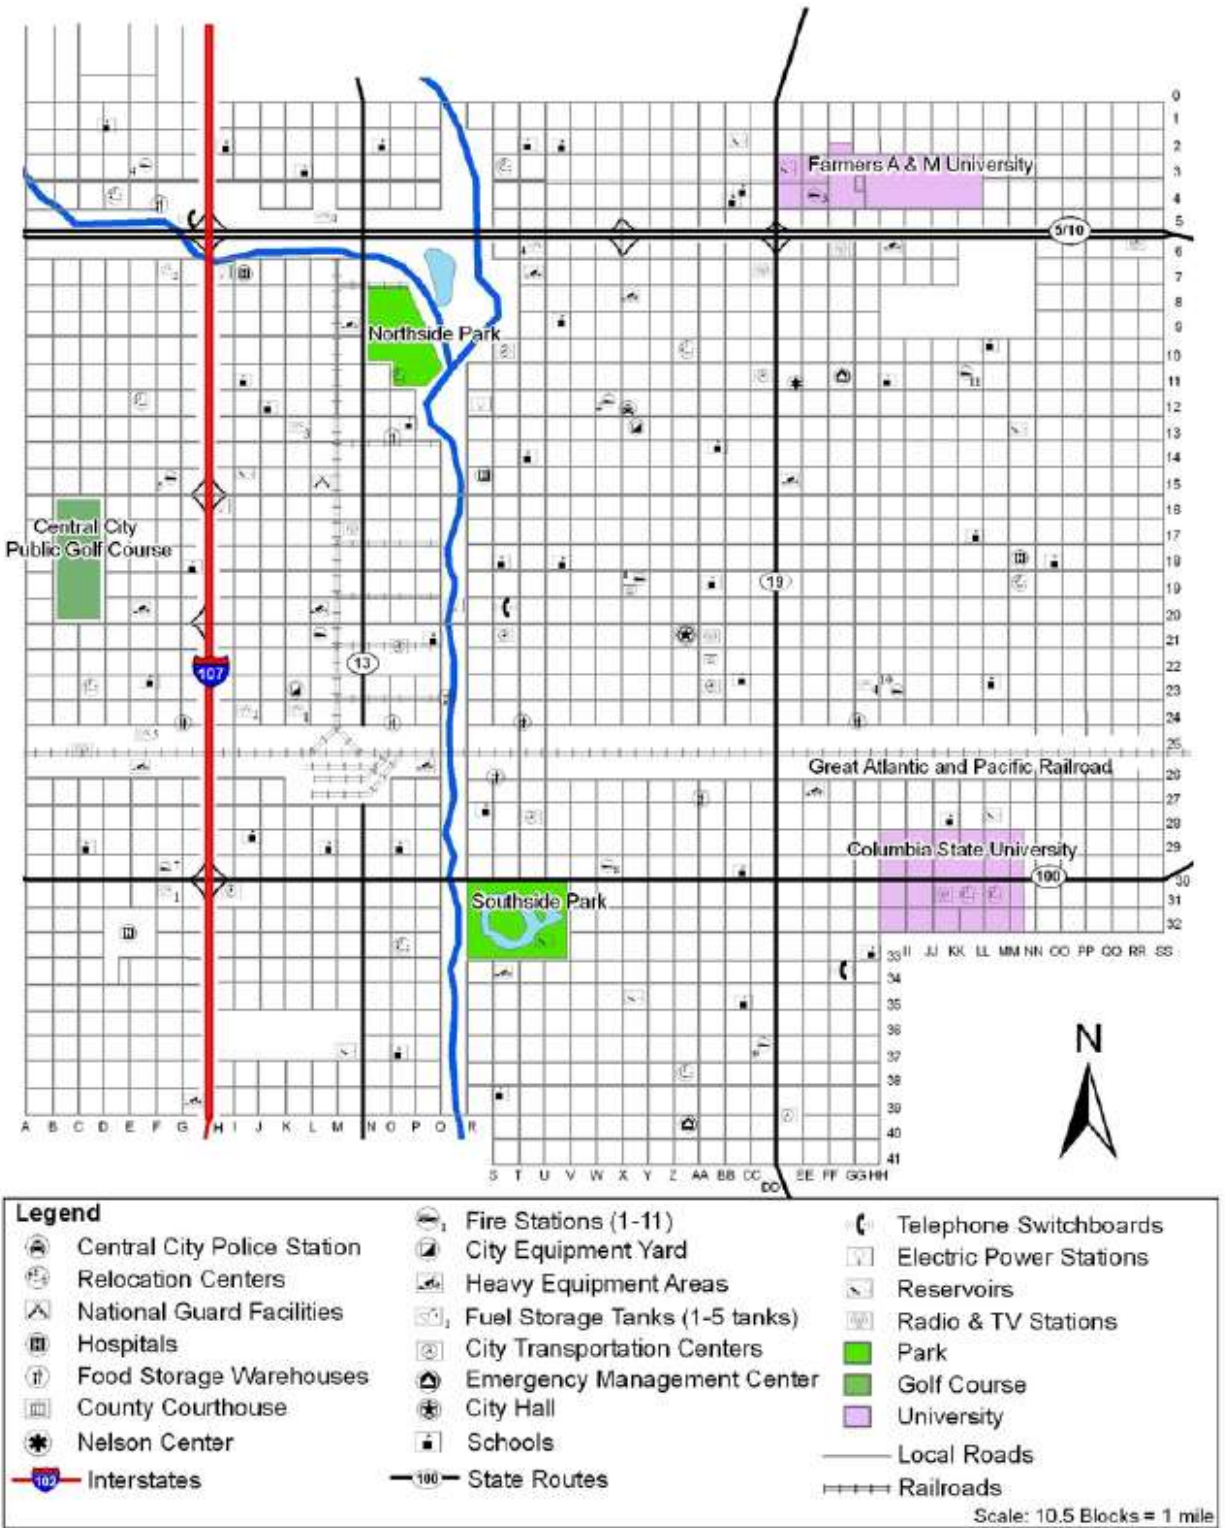 0
1
2
3
Farmers A & M University
4
5
5/10
6
7
8
9
Northside Park
10
11
12
13
14
15
16
Central City
Public Golf Course
17
18
19
19
20
21
13
107
22
23
24
25
Great Atlantic and Pacific Railroad
26
27
28
29
Columbia State University
100
30
31
Southside Park
32
33 II JJ KK LL MM NN OO PP QQ RR SS
34
35
36
N
37
38
39
A B C D E F G H I J K L M N O P Q R
40
41
S T U V W X Y Z AA BB CC DD EE FF GG HH
Legend
Central City Police Station
Relocation Centers
National Guard Facilities
Hospitals
Food Storage Warehouses
County Courthouse
Nelson Center
102 Interstates
Fire Stations (1-11)
City Equipment Yard
Heavy Equipment Areas
Fuel Storage Tanks (1-5 tanks)
City Transportation Centers
Emergency Management Center
City Hall
Schools
100 State Routes
Telephone Switchboards
Electric Power Stations
Reservoirs
Radio & TV Stations
Park
Golf Course
University
Local Roads
Railroads
Scale: 10.5 Blocks = 1 mile